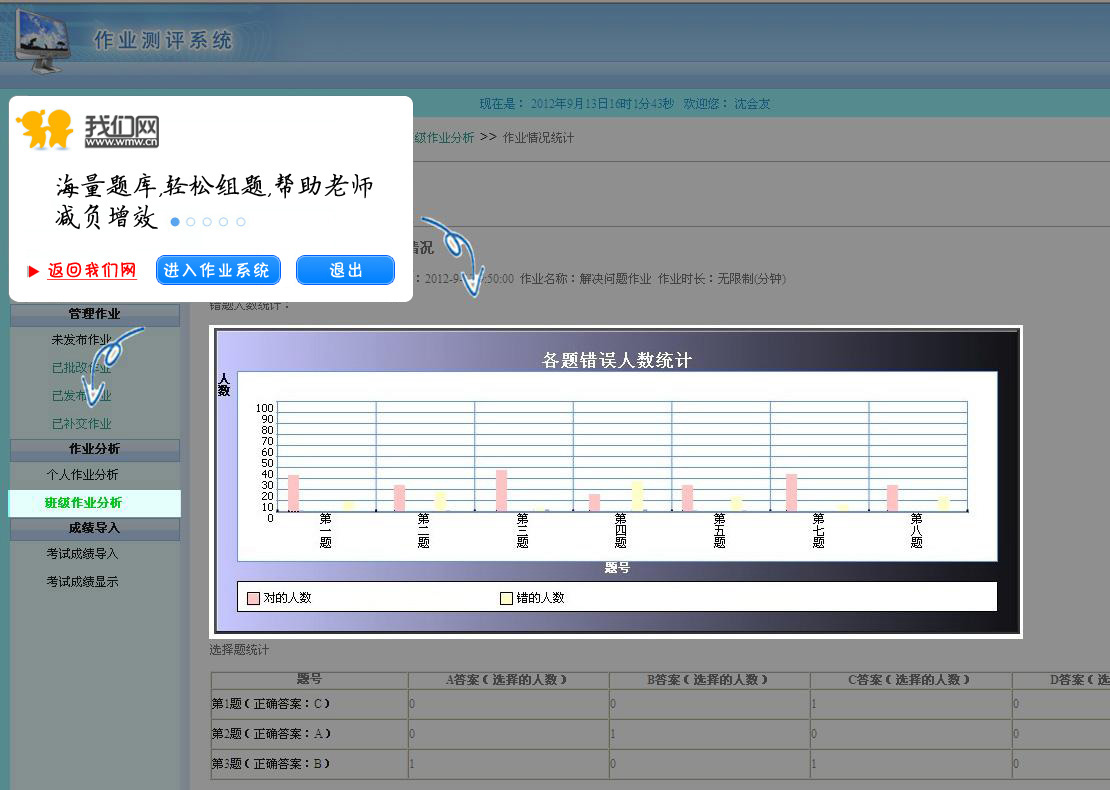 作业测评系统
现在是： 2012年9月13日16时1分43秒 欢迎您： 沈会友
我们网
www.wmw.cn
级作业分析 >> 作业情况统计
海量题库,轻松组题,帮助老师
减负增效
返回我们网
进入作业系统
退出
情况
:50:00 作业名称：解决问题作业 作业时长：无限制(分钟)
错题人数统计：
管理作业
未发布作业
已批改作业
已发布作业
已补交作业
作业分析
个人作业分析
班级作业分析
成绩导入
考试成绩导入
考试成绩显示
各题错误人数统计
人数
100
90
80
70
60
50
40
30
20
10
0
第一题 第二题 第三题 第四题 第五题 第七题 第八题
题号
对的人数 错的人数
选择题统计
题号 A答案(选择的人数) B答案(选择的人数) C答案(选择的人数) D答案(选
第1题(正确答案：C) 0 0 1 0
第2题(正确答案：A) 0 1 0 0
第3题(正确答案：B) 1 0 1 0